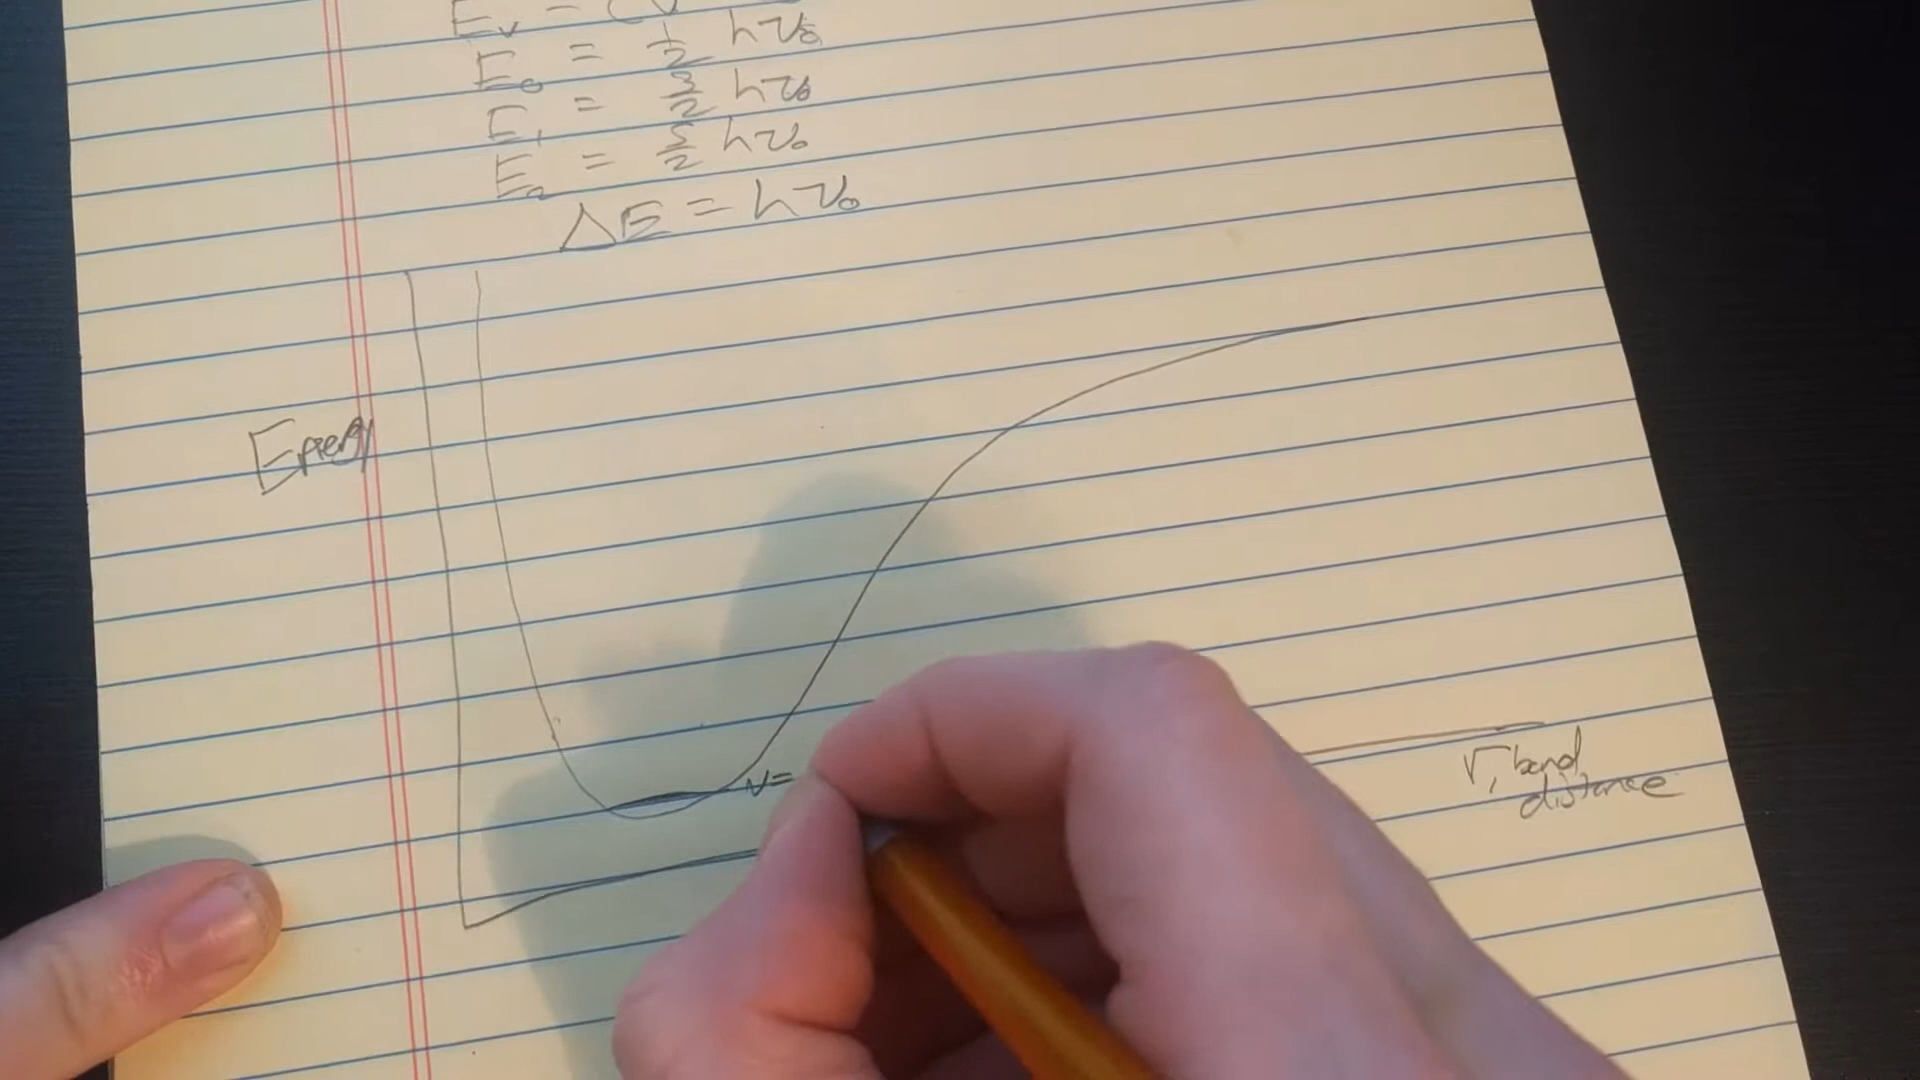 E₀ = 1/2 hν₀
E₁ = 3/2 hν₀
E₂ = 5/2 hν₀
ΔE = hν₀
Energy
v=
r, bond
distance